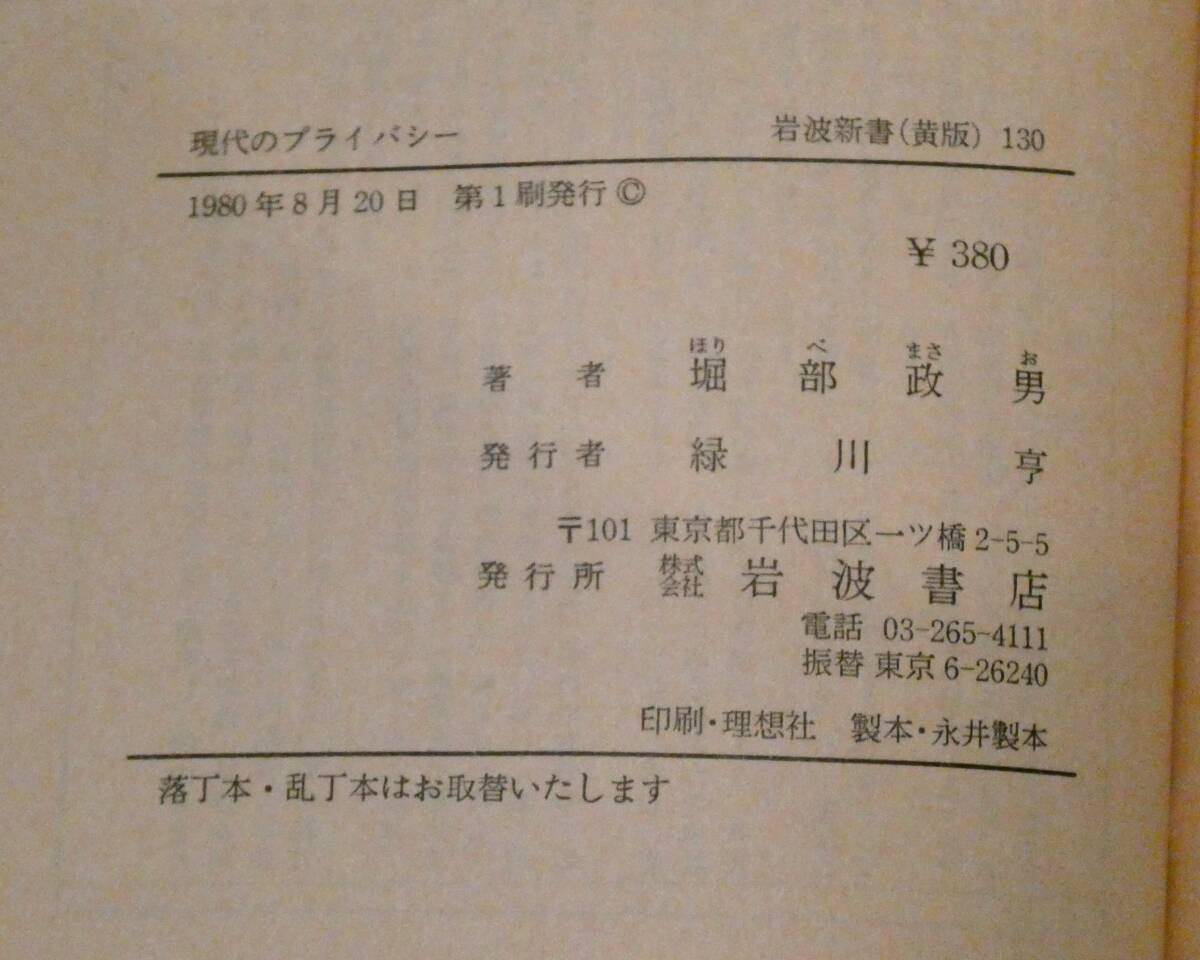 現代のプライバシー 岩波新書(黄版) 130
1980年8月20日 第1刷発行 ©
¥ 380
ほり べ まさ お
著者 堀部政男
発行者 緑川亨
〒101 東京都千代田区一ツ橋 2-5-5
発行所 株式会社 岩波書店
電話 03-265-4111
振替 東京 6-26240
印刷・理想社 製本・永井製本
落丁本・乱丁本はお取替いたします